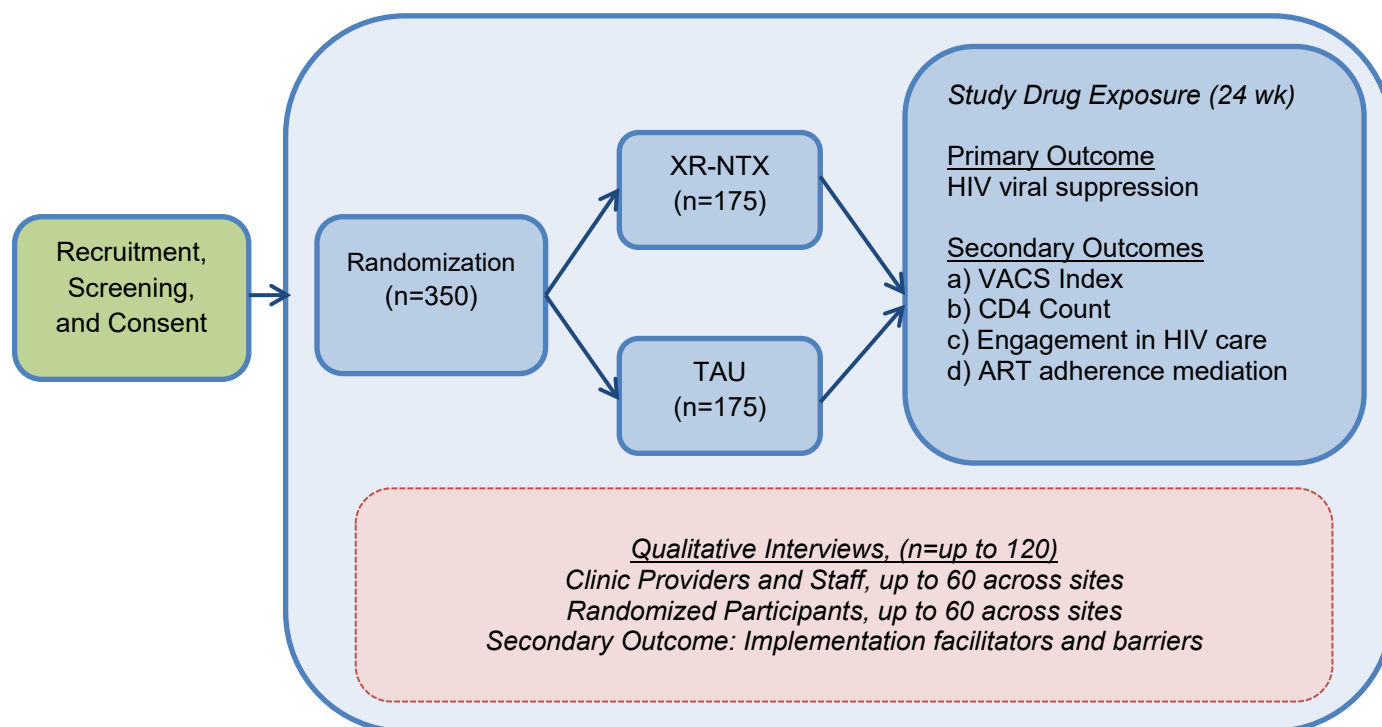 Recruitment,
Screening,
and Consent
Randomization
(n=350)
XR-NTX
(n=175)
TAU
(n=175)
Study Drug Exposure (24 wk)
Primary Outcome
HIV viral suppression
Secondary Outcomes
a) VACS Index
b) CD4 Count
c) Engagement in HIV care
d) ART adherence mediation
Qualitative Interviews, (n=up to 120)
Clinic Providers and Staff, up to 60 across sites
Randomized Participants, up to 60 across sites
Secondary Outcome: Implementation facilitators and barriers